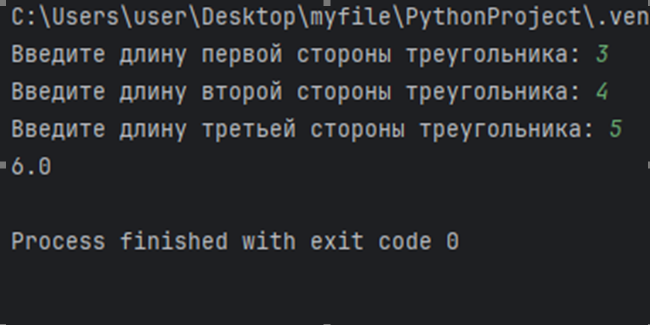 C:\Users\user\Desktop\myfile\PythonProject\.ven
Введите длину первой стороны треугольника: 3
Введите длину второй стороны треугольника: 4
Введите длину третьей стороны треугольника: 5
6.0
Process finished with exit code 0